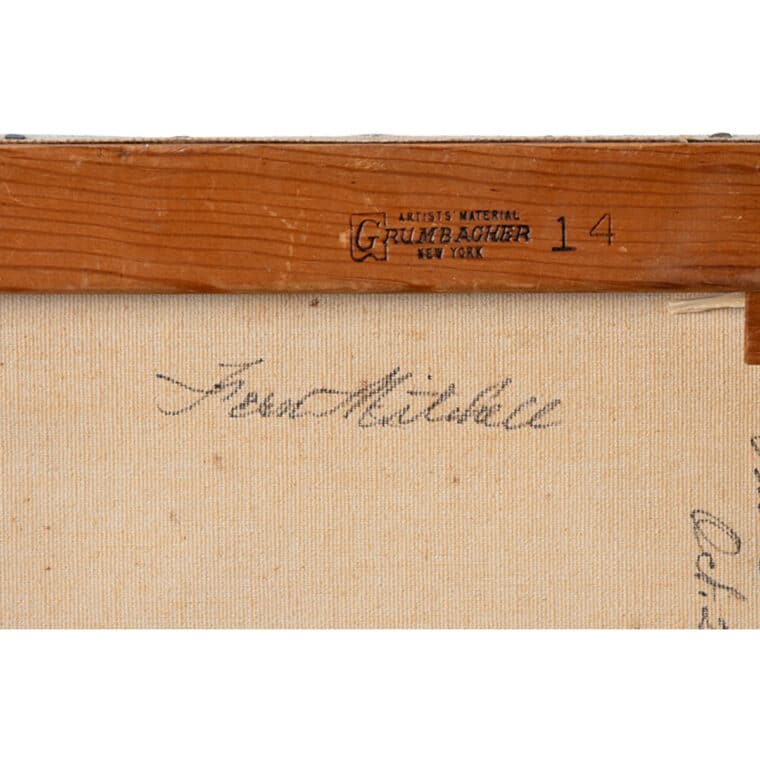 ARTISTS' MATERIAL
GRUMBACHER
NEW YORK
14
Fern Mitchell
Oct.